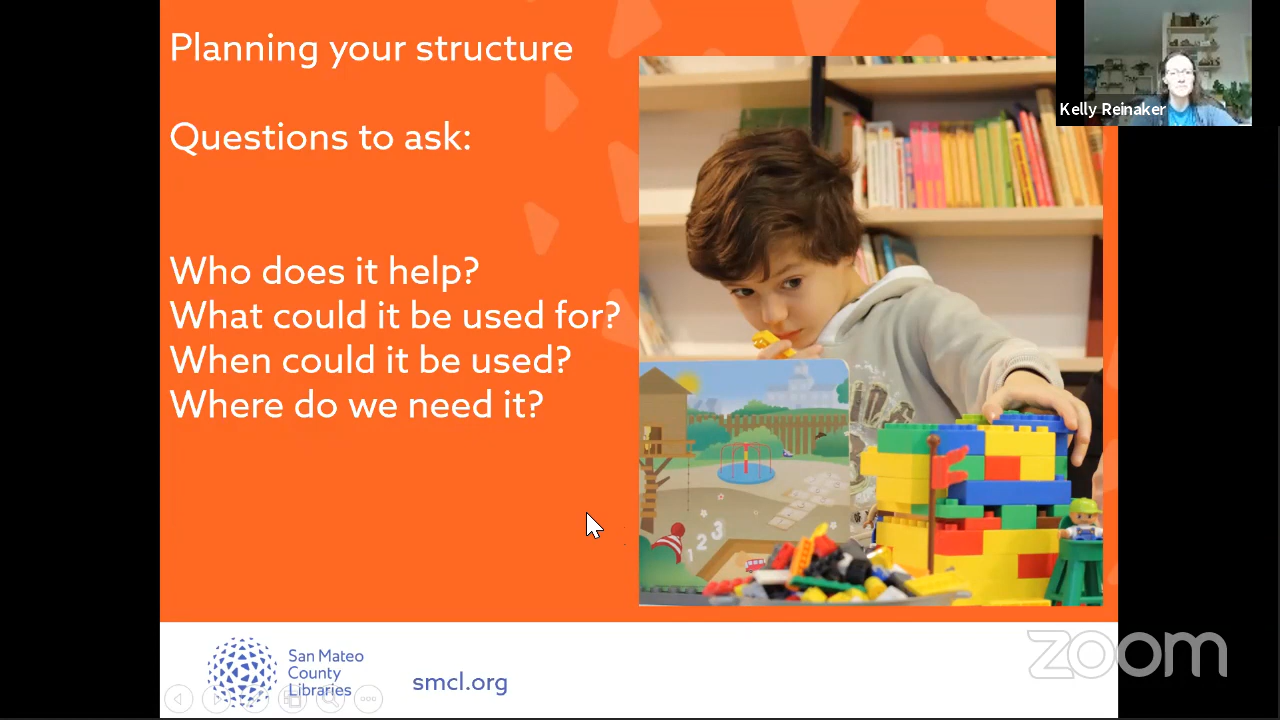 Planning your structure
Questions to ask:
Who does it help?
What could it be used for?
When could it be used?
Where do we need it?
Kelly Reinaker
123
San Mateo
County
Libraries
smcl.org
zoom